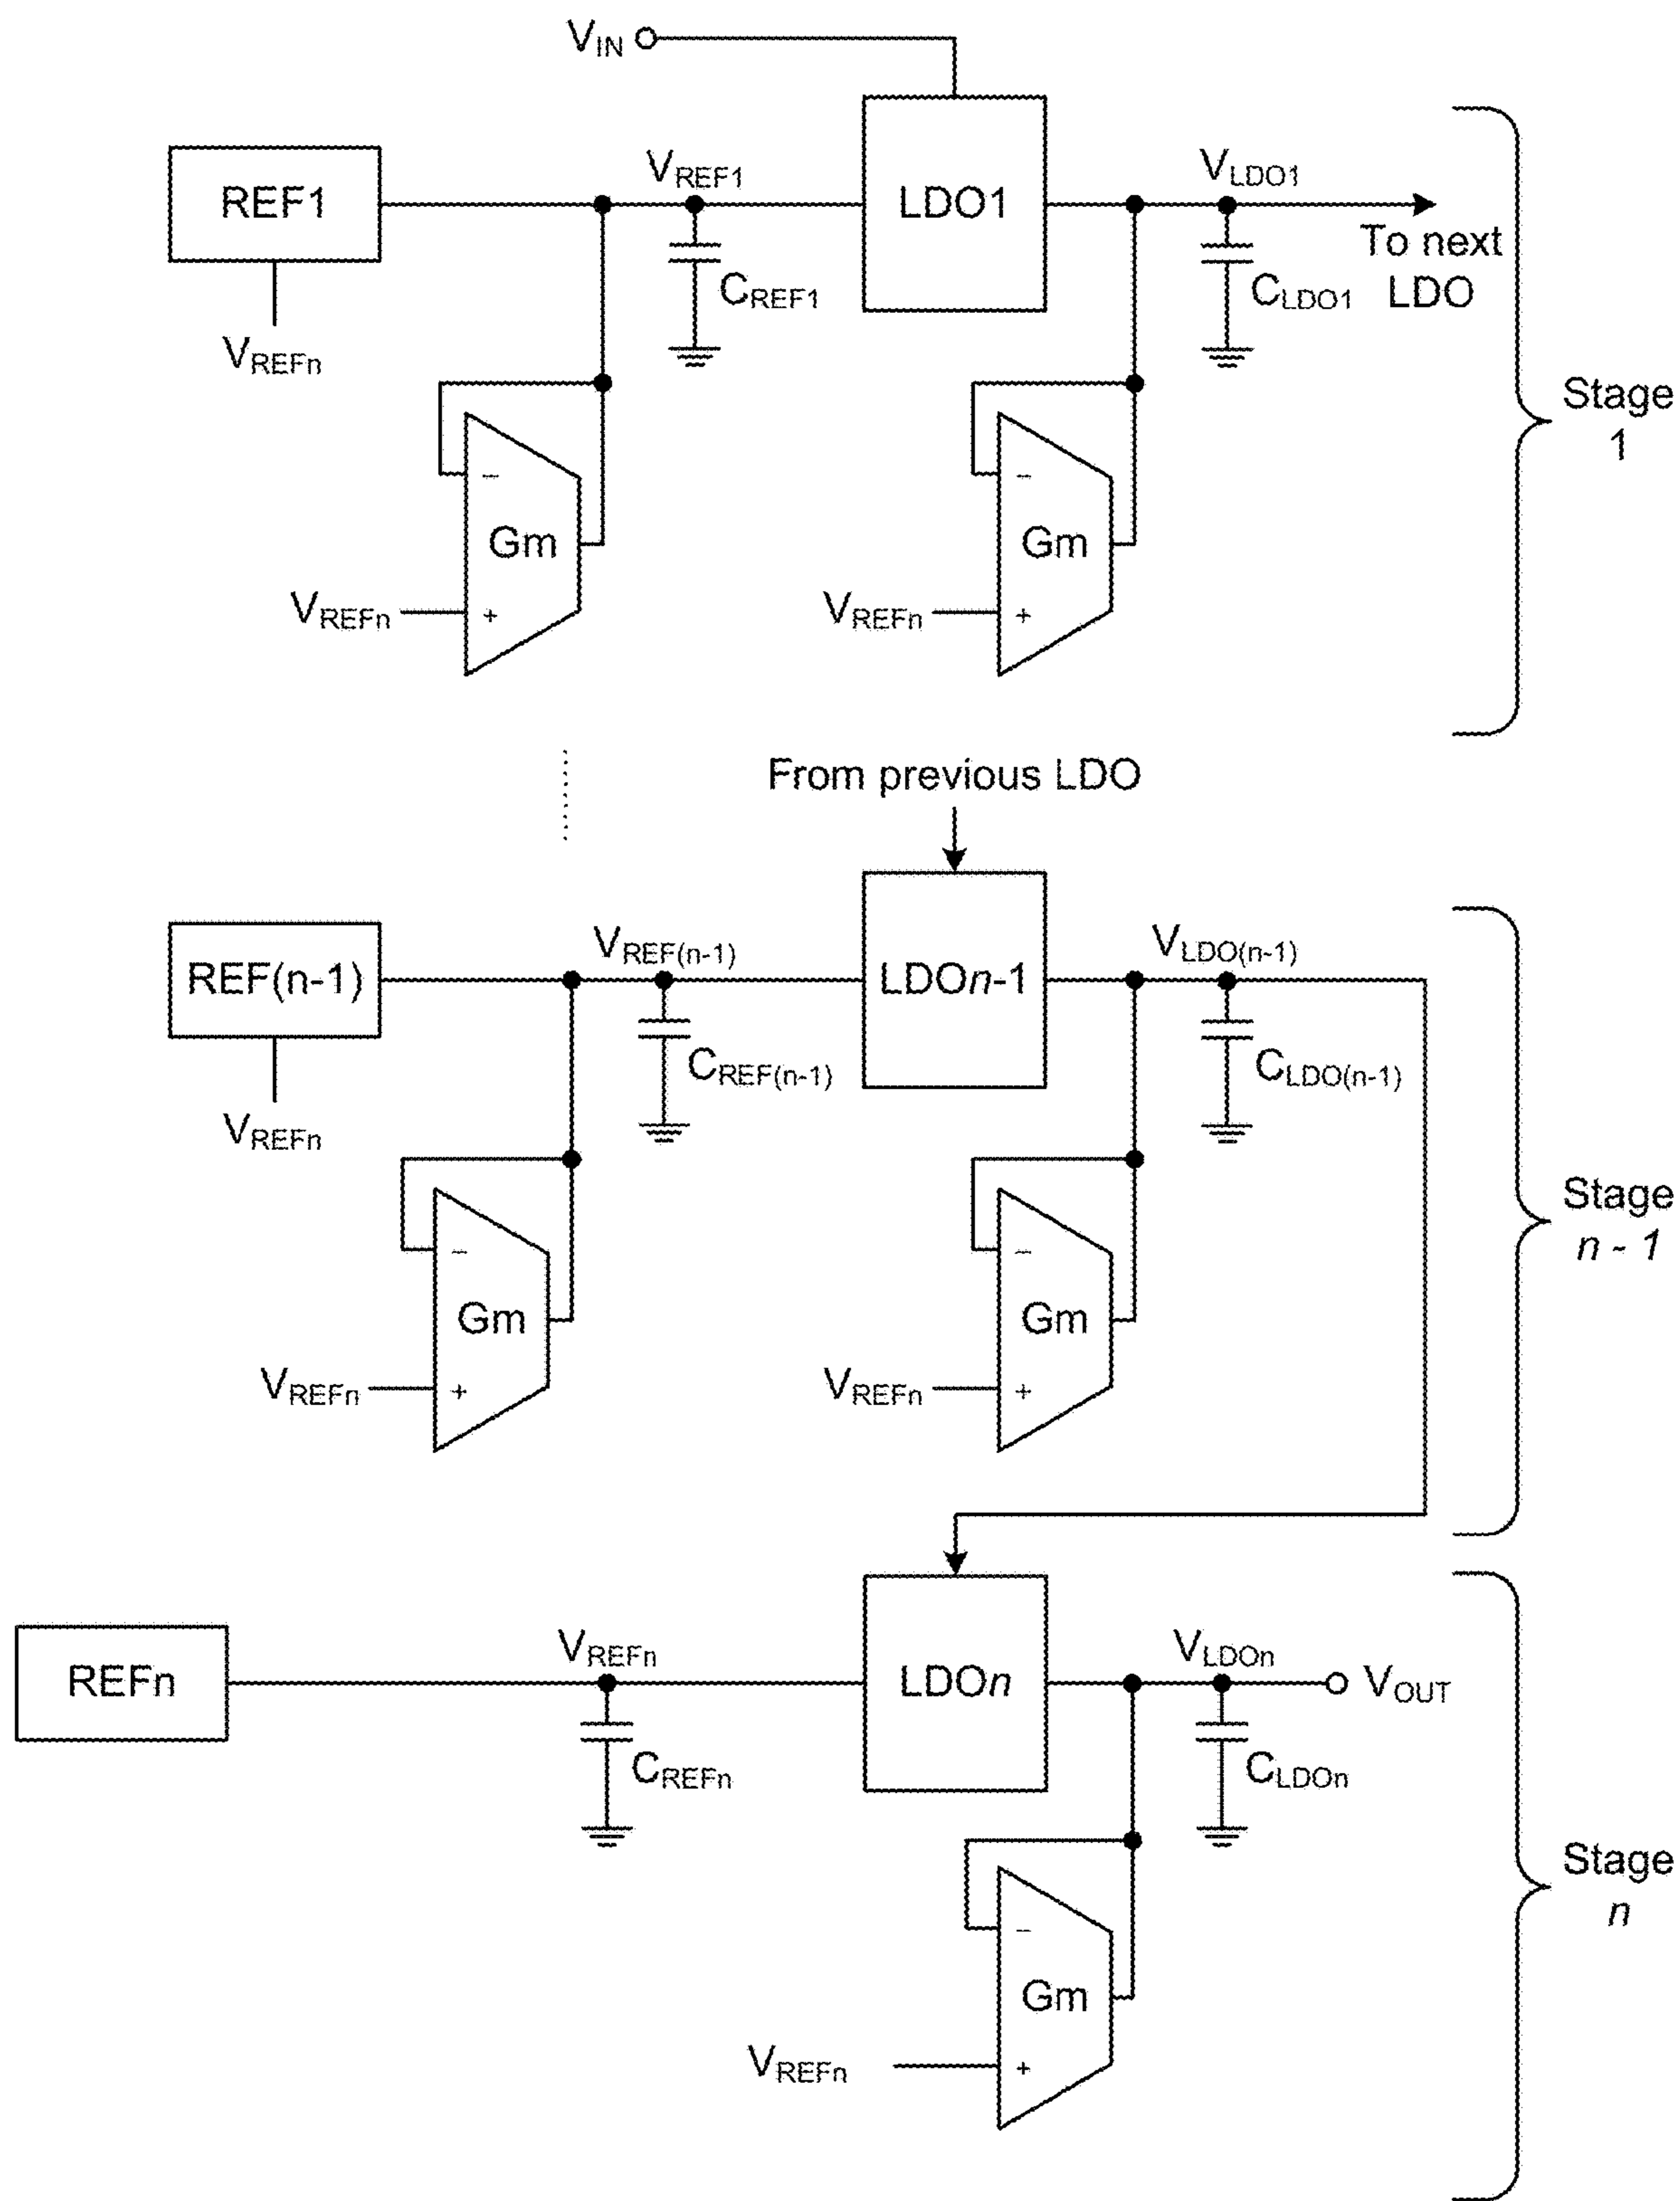 VIN
REF1
VREF1
LDO1
VLDO1
To next
LDO
CREF1
CLDO1
VREFn
Stage
1
−
−
Gm
Gm
VREFn
+
VREFn
+
From previous LDO
REF(n-1)
VREF(n-1)
LDOn-1
VLDO(n-1)
CREF(n-1)
CLDO(n-1)
VREFn
Stage
n - 1
−
−
Gm
Gm
VREFn
+
VREFn
+
REFn
VREFn
LDOn
VLDOn
VOUT
CREFn
CLDOn
Stage
n
−
Gm
VREFn
+